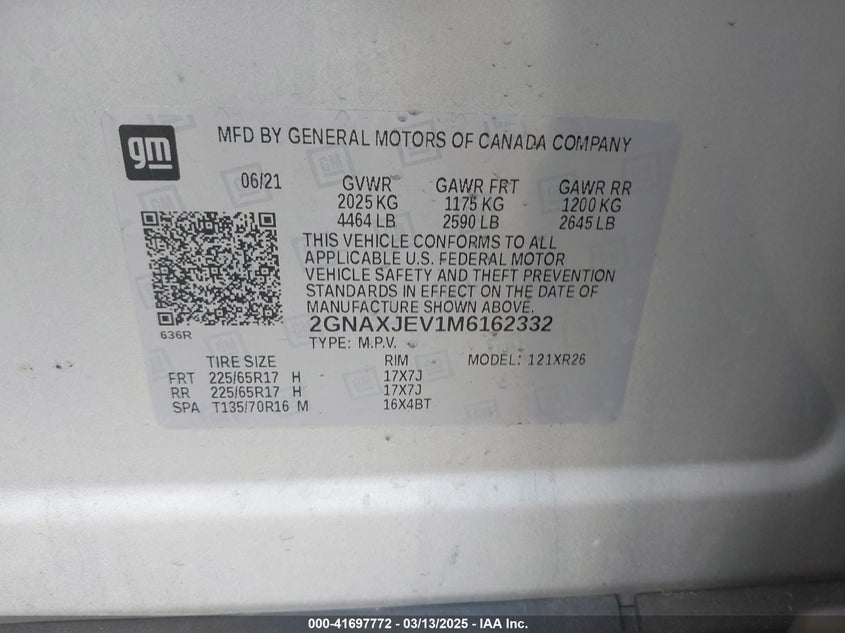 gm
MFD BY GENERAL MOTORS OF CANADA COMPANY
06/21 GVWR GAWR FRT GAWR RR
2025 KG 1175 KG 1200 KG
4464 LB 2590 LB 2645 LB
THIS VEHICLE CONFORMS TO ALL
APPLICABLE U.S. FEDERAL MOTOR
VEHICLE SAFETY AND THEFT PREVENTION
STANDARDS IN EFFECT ON THE DATE OF
MANUFACTURE SHOWN ABOVE.
2GNAXJEV1M6162332
636R
TYPE: M.P.V.
TIRE SIZE RIM MODEL: 121XR26
FRT 225/65R17 H 17X7J
RR 225/65R17 H 17X7J
SPA T135/70R16 M 16X4BT
000-41697772 / 03/13/2025 - IAA Inc.